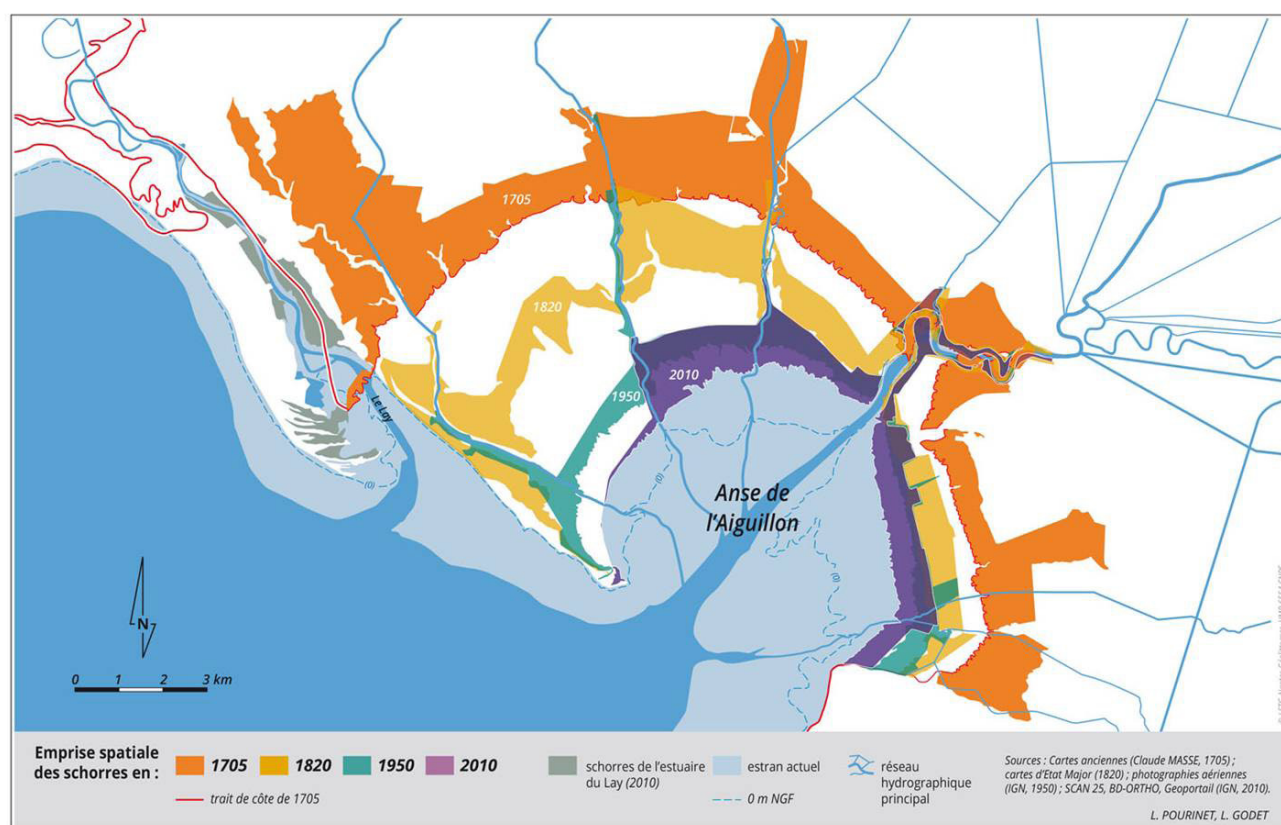 1705
1820
2010
1950
Le Lay
(0)
(0)
(0)
Anse de
l'Aiguillon
N
0 1 2 3 km
Emprise spatiale
des schorres en :
1705
1820
1950
2010
trait de côte de 1705
schorres de l'estuaire
du Lay (2010)
estran actuel
0 m NGF
réseau
hydrographique
principal
Sources : Cartes anciennes (Claude MASSE, 1705) ;
cartes d'Etat Major (1820) ; photographies aériennes
(IGN, 1950) ; SCAN 25, BD-ORTHO, Geoportail (IGN, 2010).
L. POURINET, L. GODET